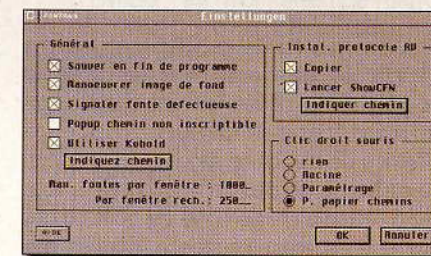 Einstellungen
Général
Sauver en fin de programme
Manoeuvrer image de fond
Signaler fonte defectueuse
Popup chemin non inscriptible
Utiliser Kobold
Indiquez chemin
Max. fontes par fenêtre : 1000_
Par fenêtre rech.: 250__
Instal. protocole AV
Copier
Lancer ShowCFN
Indiquer chemin
Clic droit souris
rien
Racine
Paramétrage
P. papier chemins
OK
Annuler